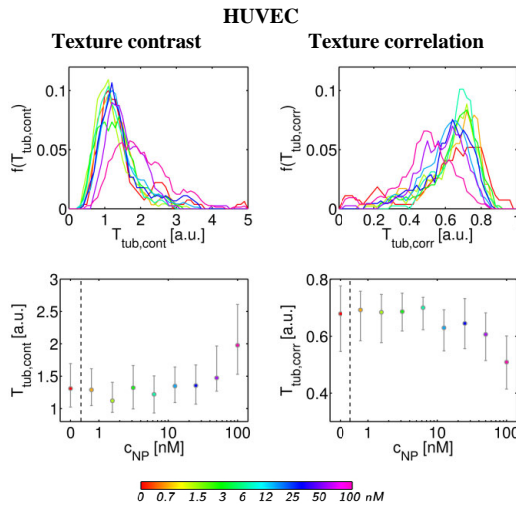 HUVEC
Texture contrast
Texture correlation
0.1
0.05
0
f(T_tub,cont)
0 1 2 3 4 5
T_tub,cont [a.u.]
0.1
0.05
0
f(T_tub,corr)
0 0.2 0.4 0.6 0.8 1
T_tub,corr [a.u.]
3
2.5
2
1.5
1
T_tub,cont [a.u.]
0 1 10 100
c_NP [nM]
0.8
0.6
0.4
T_tub,corr [a.u.]
0 1 10 100
c_NP [nM]
0 0.7 1.5 3 6 12 25 50 100 nM